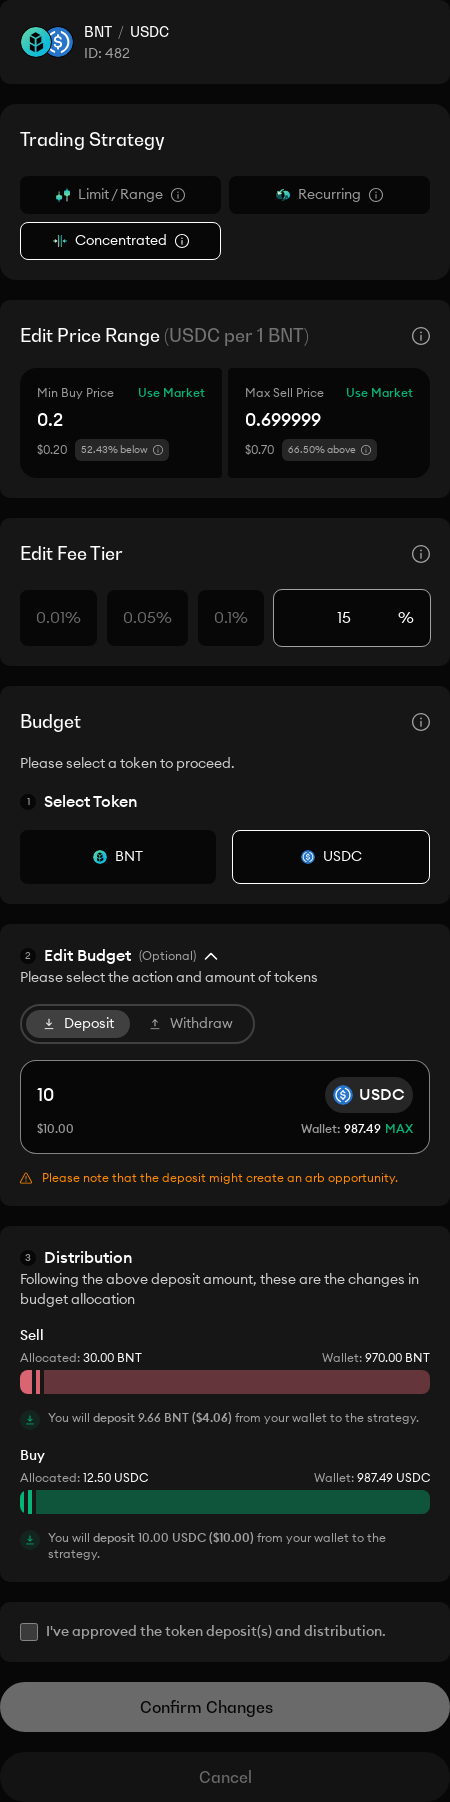 BNT / USDC
ID: 482
Trading Strategy
Limit / Range
Recurring
Concentrated
Edit Price Range (USDC per 1 BNT)
Min Buy Price Use Market
0.2
$0.20 52.43% below
Max Sell Price Use Market
0.699999
$0.70 66.50% above
Edit Fee Tier
0.01% 0.05% 0.1% 15 %
Budget
Please select a token to proceed.
1 Select Token
BNT USDC
2 Edit Budget (Optional)
Please select the action and amount of tokens
Deposit Withdraw
10 USDC
$10.00 Wallet: 987.49 MAX
Please note that the deposit might create an arb opportunity.
3 Distribution
Following the above deposit amount, these are the changes in
budget allocation
Sell
Allocated: 30.00 BNT Wallet: 970.00 BNT
You will deposit 9.66 BNT ($4.06) from your wallet to the strategy.
Buy
Allocated: 12.50 USDC Wallet: 987.49 USDC
You will deposit 10.00 USDC ($10.00) from your wallet to the
strategy.
I've approved the token deposit(s) and distribution.
Confirm Changes
Cancel